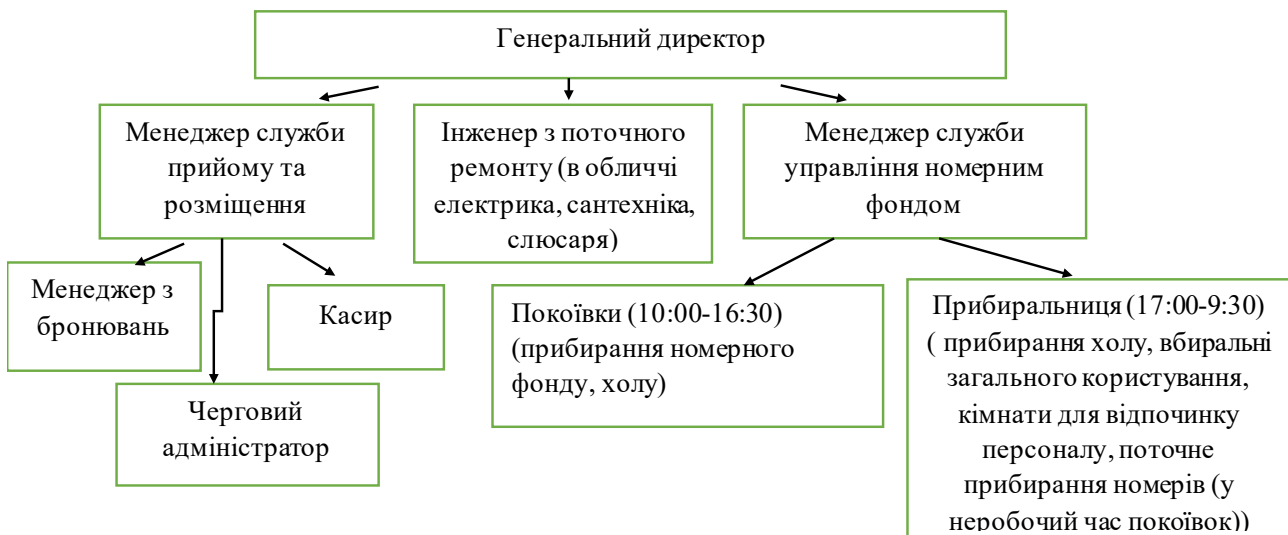 Генеральний директор
Менеджер служби
прийому та
розміщення
Інженер з поточного
ремонту (в обличчі
електрика, сантехніка,
слюсаря)
Менеджер служби
управління номерним
фондом
Менеджер з
бронювань
Касир
Черговий
адміністратор
Покоївки (10:00-16:30)
(прибирання номерного
фонду, холу)
Прибиральниця (17:00-9:30)
( прибирання холу, вбиральні
загального користування,
кімнати для відпочинку
персоналу, поточне
прибирання номерів (у
неробочий час покоївок))